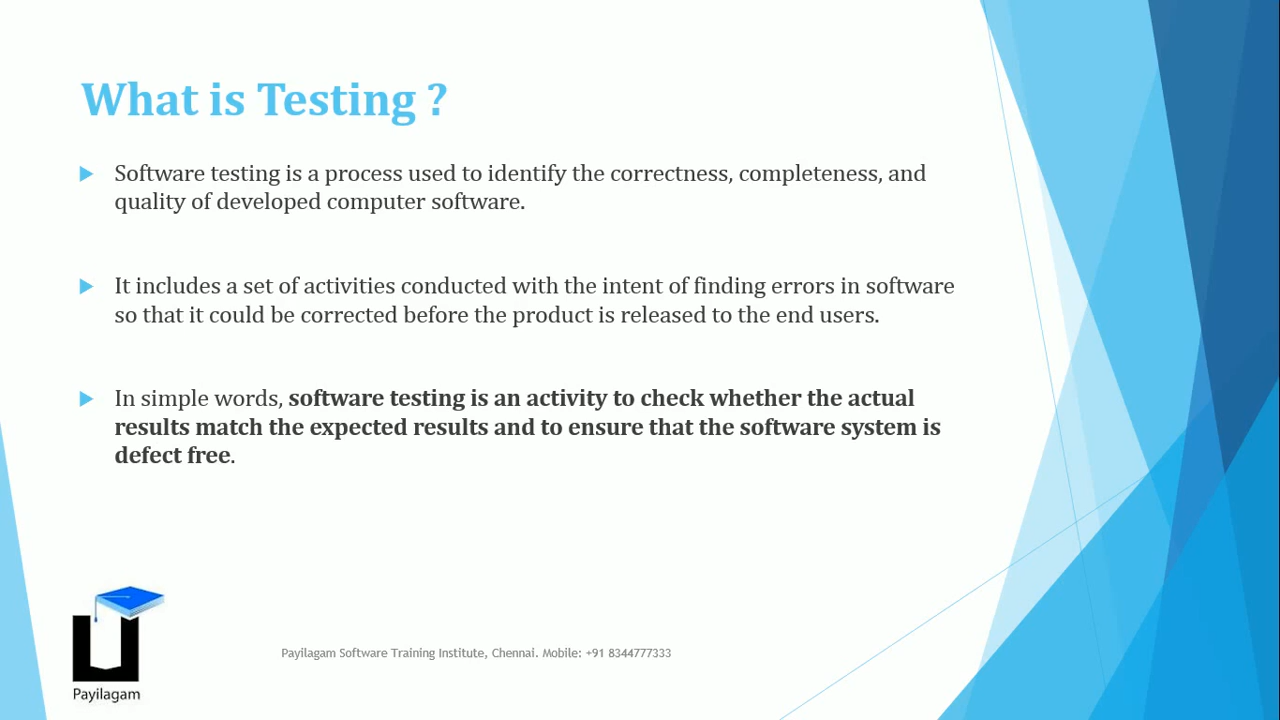 What is Testing ?
Software testing is a process used to identify the correctness, completeness, and
quality of developed computer software.
It includes a set of activities conducted with the intent of finding errors in software
so that it could be corrected before the product is released to the end users.
In simple words, software testing is an activity to check whether the actual
results match the expected results and to ensure that the software system is
defect free.
Payilagam Software Training Institute, Chennai. Mobile: +91 8344777333
Payilagam